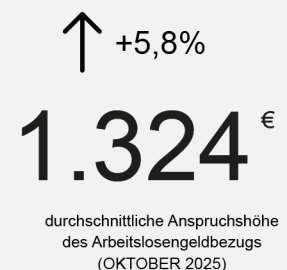 +5,8%
1.324 €
durchschnittliche Anspruchshöhe
des Arbeitslosengeldbezugs
(OKTOBER 2025)